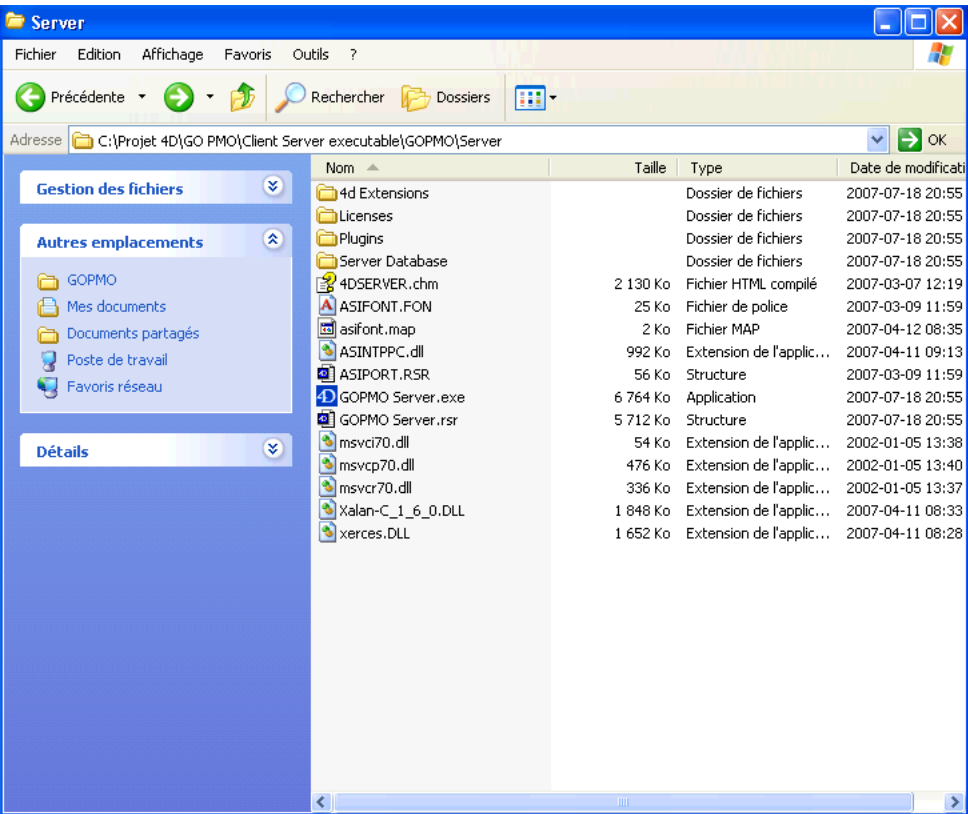 Server
Fichier Edition Affichage Favoris Outils ?
Précédente Rechercher Dossiers
Adresse C:\Projet 4D\GO PMO\Client Server executable\GOPMO\Server OK
Gestion des fichiers
Autres emplacements
GOPMO
Mes documents
Documents partagés
Poste de travail
Favoris réseau
Détails
Nom Taille Type Date de modificati
4d Extensions Dossier de fichiers 2007-07-18 20:55
Licenses Dossier de fichiers 2007-07-18 20:55
Plugins Dossier de fichiers 2007-07-18 20:55
Server Database Dossier de fichiers 2007-07-18 20:55
4DSERVER.chm 2 130 Ko Fichier HTML compilé 2007-03-07 12:19
ASIFONT.FON 25 Ko Fichier de police 2007-03-09 11:59
asifont.map 2 Ko Fichier MAP 2007-04-12 08:35
ASINTPPC.dll 992 Ko Extension de l'applic... 2007-04-11 09:13
ASIPORT.RSR 56 Ko Structure 2007-03-09 11:59
GOPMO Server.exe 6 764 Ko Application 2007-07-18 20:55
GOPMO Server.rsr 5 712 Ko Structure 2007-07-18 20:55
msvci70.dll 54 Ko Extension de l'applic... 2002-01-05 13:38
msvcp70.dll 476 Ko Extension de l'applic... 2002-01-05 13:40
msvcr70.dll 336 Ko Extension de l'applic... 2002-01-05 13:37
Xalan-C_1_6_0.DLL 1 848 Ko Extension de l'applic... 2007-04-11 08:33
xerces.DLL 1 652 Ko Extension de l'applic... 2007-04-11 08:28